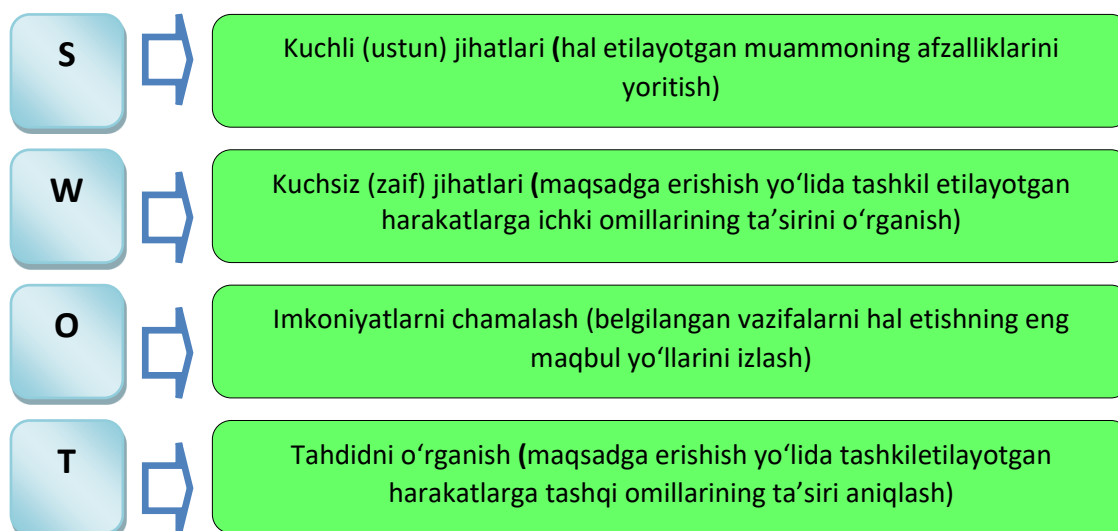 S
Kuchli (ustun) jihatlari (hal etilayotgan muammoning afzalliklarini
yoritish)
W
Kuchsiz (zaif) jihatlari (maqsadga erishish yo‘lida tashkil etilayotgan
harakatlarga ichki omillarining ta’sirini o‘rganish)
O
Imkoniyatlarni chamalash (belgilangan vazifalarni hal etishning eng
maqbul yo‘llarini izlash)
T
Tahdidni o‘rganish (maqsadga erishish yo‘lida tashkiletilayotgan
harakatlarga tashqi omillarining ta’siri aniqlash)